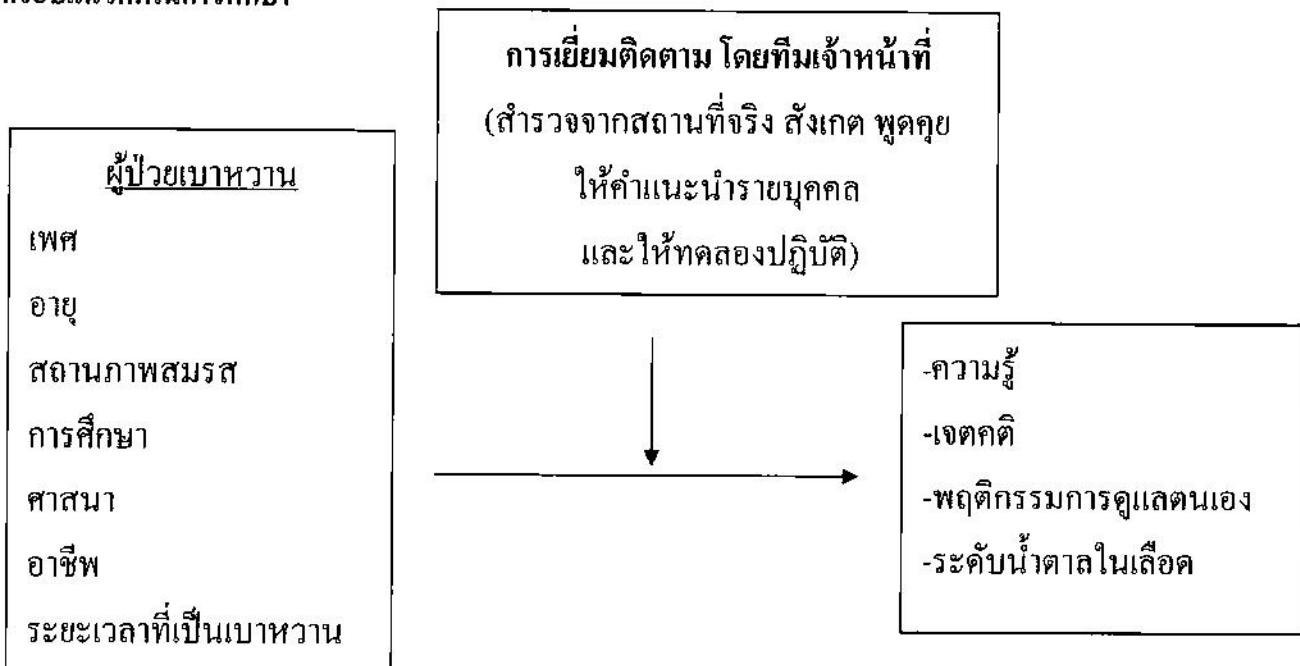 การเยี่ยมติดตาม โดยทีมเจ้าหน้าที่
(สำรวจจากสถานที่จริง สังเกต พูดคุย
ให้คำแนะนำรายบุคคล
และให้ทดลองปฏิบัติ)
ผู้ป่วยเบาหวาน
เพศ
อายุ
สถานภาพสมรส
การศึกษา
ศาสนา
อาชีพ
ระยะเวลาที่เป็นเบาหวาน
-ความรู้
-เจตคติ
-พฤติกรรมการดูแลตนเอง
-ระดับน้ำตาลในเลือด